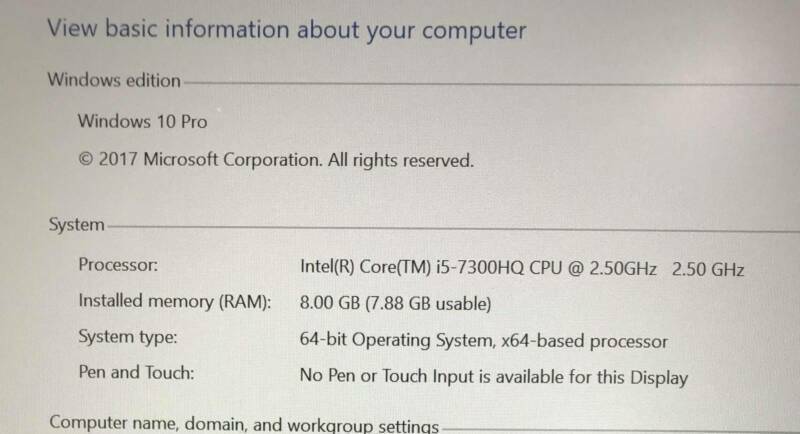 View basic information about your computer
Windows edition
Windows 10 Pro
© 2017 Microsoft Corporation. All rights reserved.
System
Processor: Intel(R) Core(TM) i5-7300HQ CPU @ 2.50GHz 2.50 GHz
Installed memory (RAM): 8.00 GB (7.88 GB usable)
System type: 64-bit Operating System, x64-based processor
Pen and Touch: No Pen or Touch Input is available for this Display
Computer name, domain, and workgroup settings